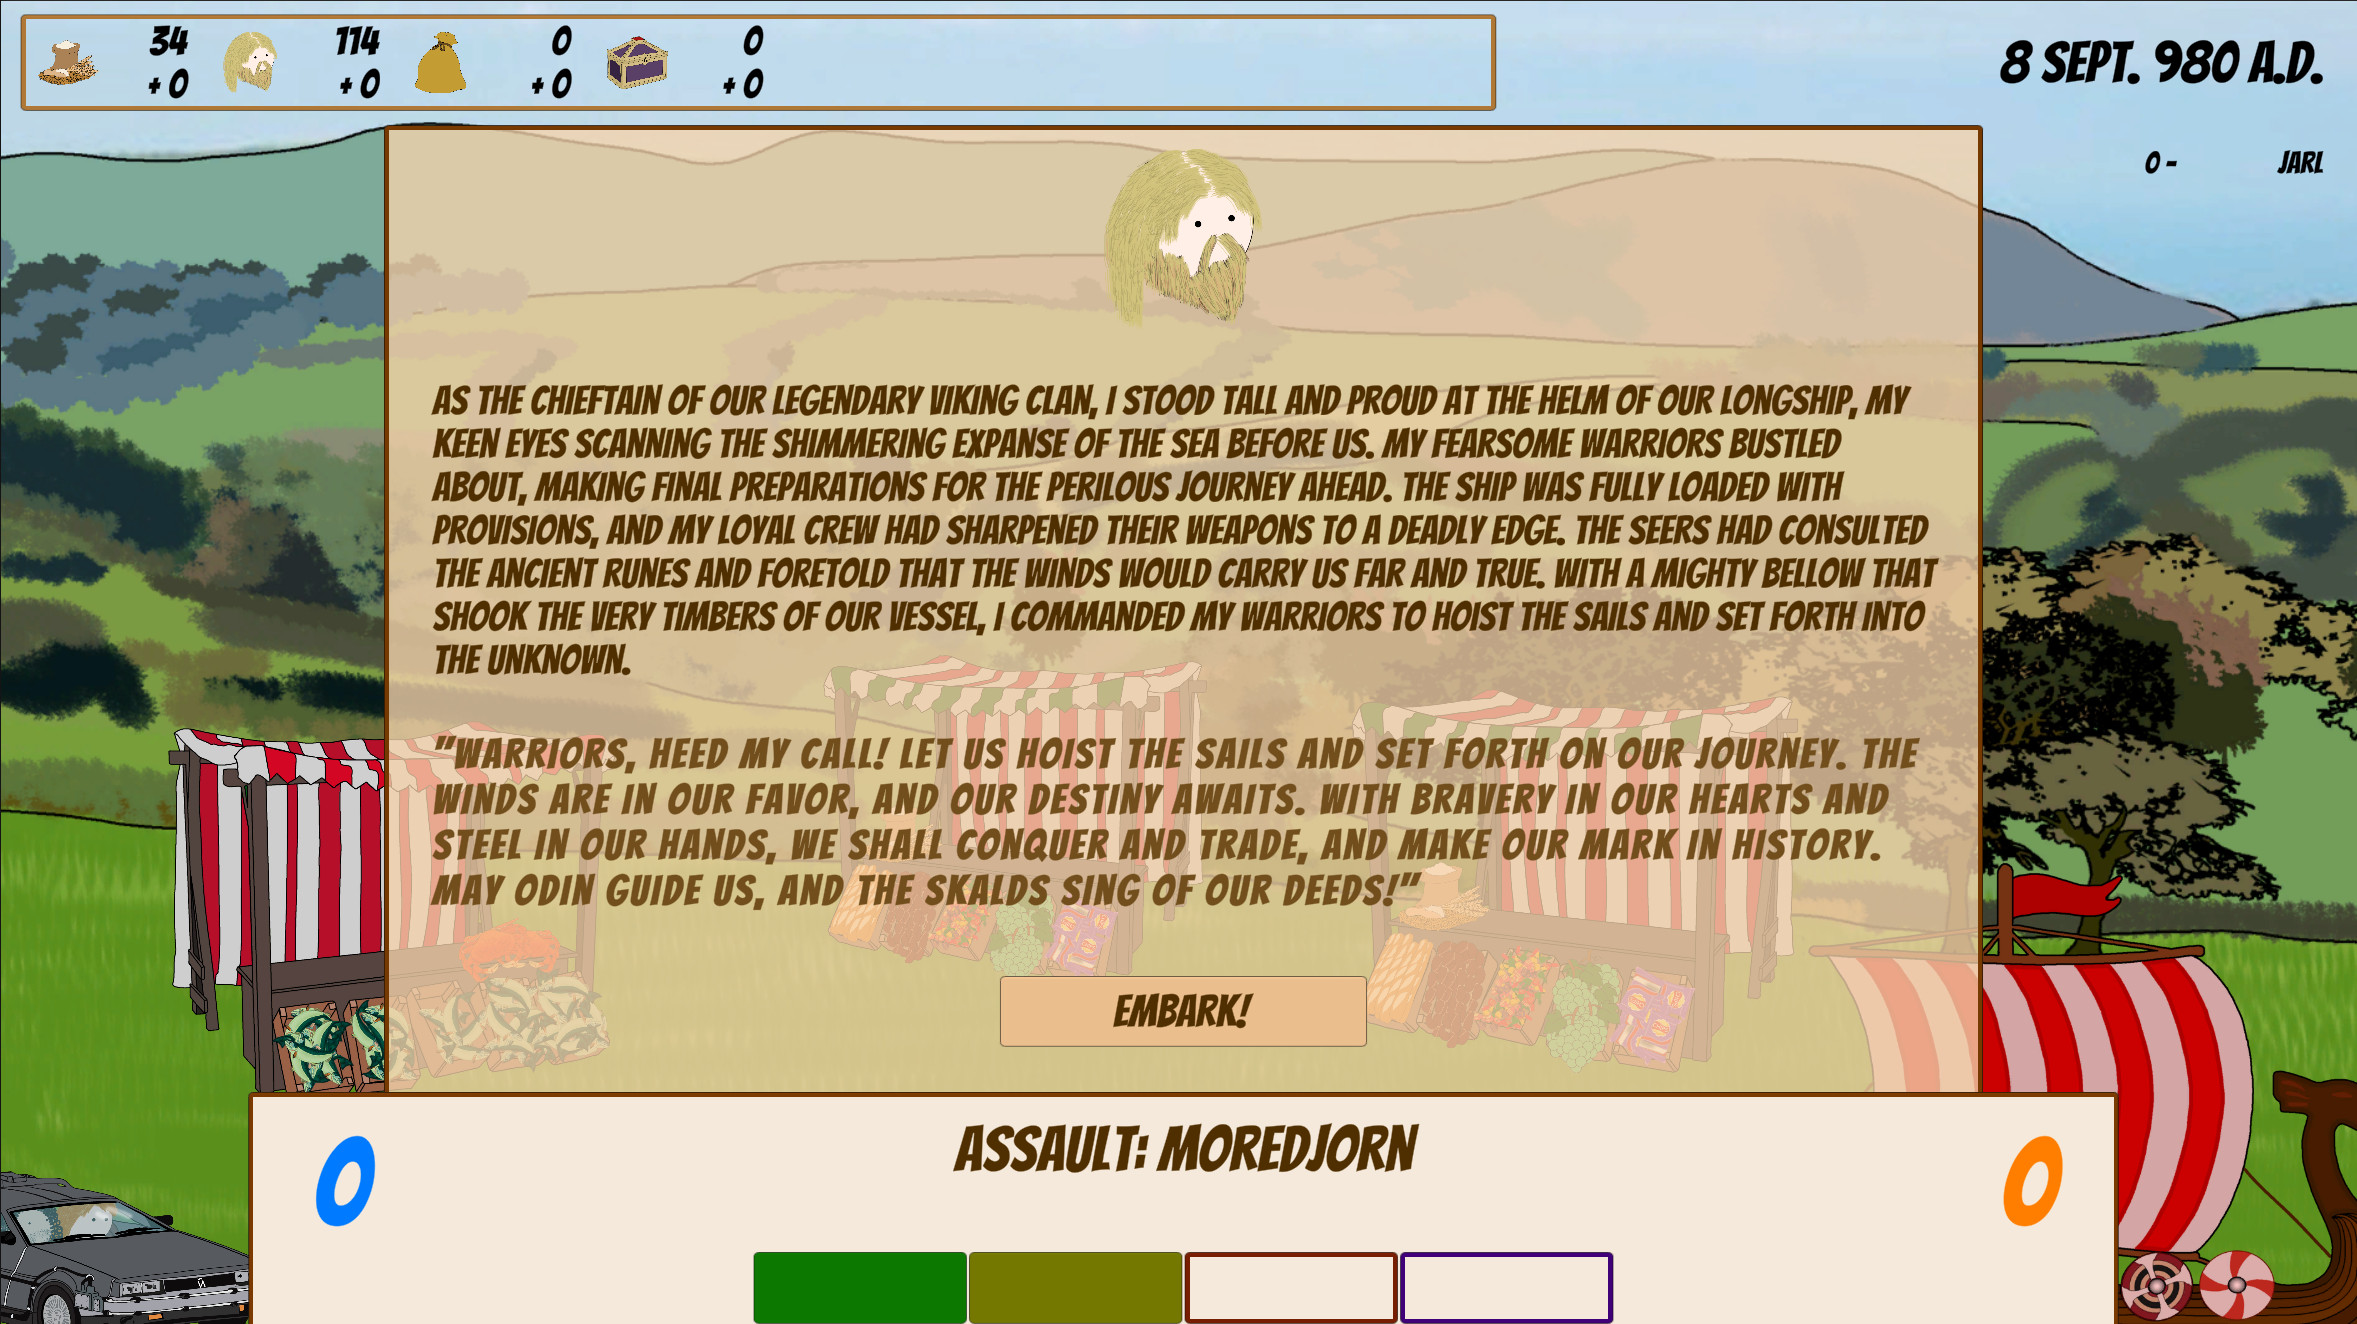 34 114 0 0
+ 0 + 0 + 0 + 0
8 SEPT. 980 A.D.
0 - JARL
AS THE CHIEFTAIN OF OUR LEGENDARY VIKING CLAN, I STOOD TALL AND PROUD AT THE HELM OF OUR LONGSHIP, MY
KEEN EYES SCANNING THE SHIMMERING EXPANSE OF THE SEA BEFORE US. MY FEARSOME WARRIORS BUSTLED
ABOUT, MAKING FINAL PREPARATIONS FOR THE PERILOUS JOURNEY AHEAD. THE SHIP WAS FULLY LOADED WITH
PROVISIONS, AND MY LOYAL CREW HAD SHARPENED THEIR WEAPONS TO A DEADLY EDGE. THE SEERS HAD CONSULTED
THE ANCIENT RUNES AND FORETOLD THAT THE WINDS WOULD CARRY US FAR AND TRUE. WITH A MIGHTY BELLOW THAT
SHOOK THE VERY TIMBERS OF OUR VESSEL, I COMMANDED MY WARRIORS TO HOIST THE SAILS AND SET FORTH INTO
THE UNKNOWN.
"WARRIORS, HEED MY CALL! LET US HOIST THE SAILS AND SET FORTH ON OUR JOURNEY. THE
WINDS ARE IN OUR FAVOR, AND OUR DESTINY AWAITS. WITH BRAVERY IN OUR HEARTS AND
STEEL IN OUR HANDS, WE SHALL CONQUER AND TRADE, AND MAKE OUR MARK IN HISTORY.
MAY ODIN GUIDE US, AND THE SKALDS SING OF OUR DEEDS!"
EMBARK!
0 ASSAULT: MOREDJORN 0